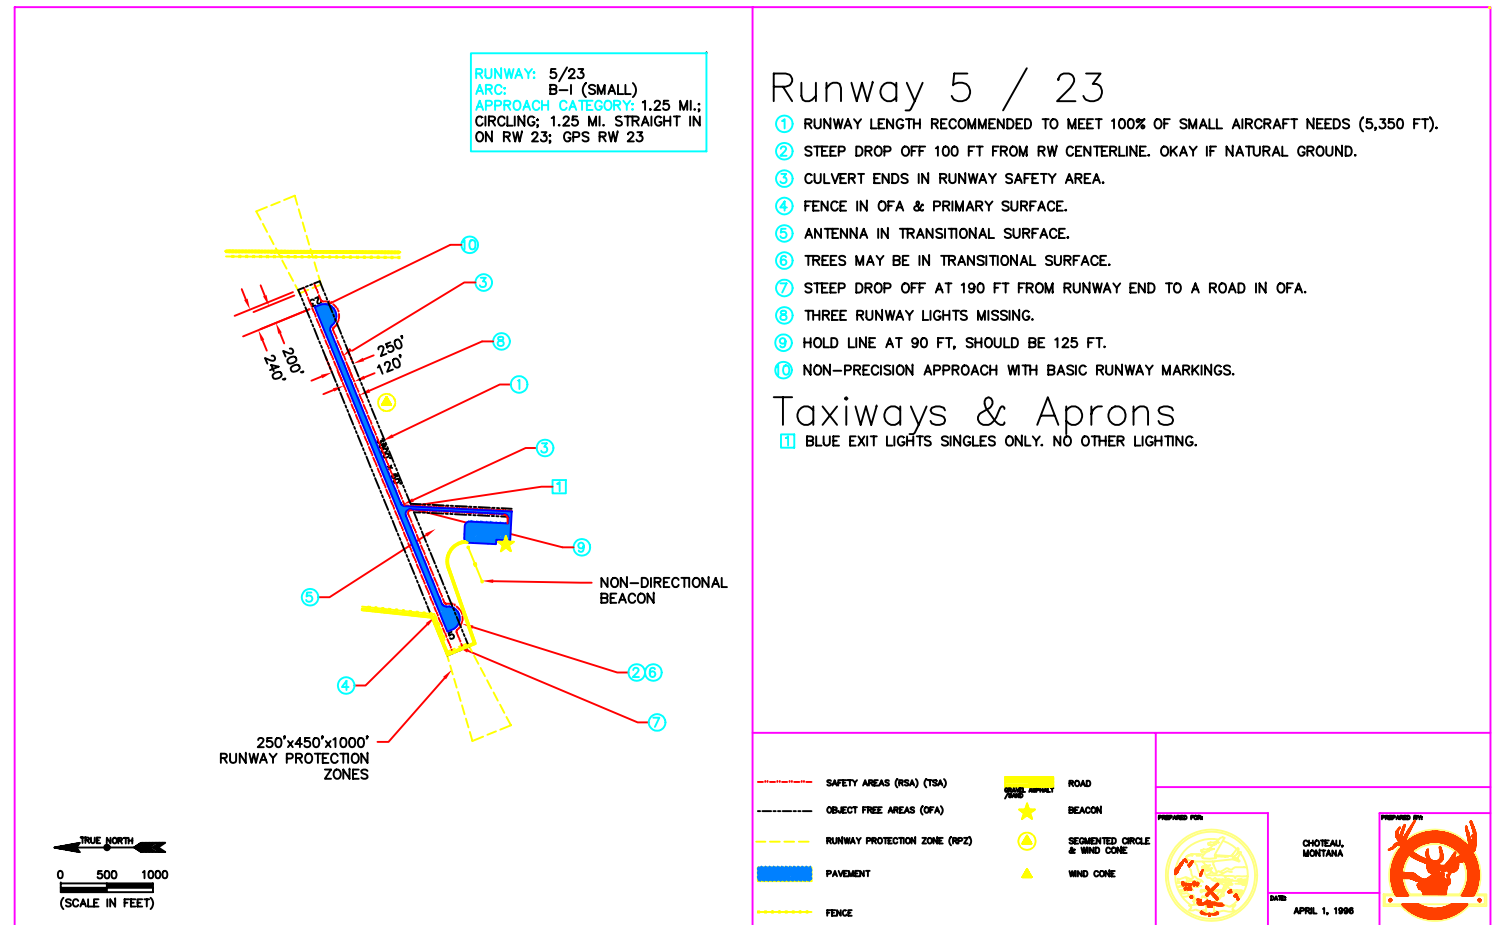 RUNWAY: 5/23
ARC: B-I (SMALL)
APPROACH CATEGORY: 1.25 MI.;
CIRCLING; 1.25 MI. STRAIGHT IN
ON RW 23; GPS RW 23
10
3
250'
120'
200'
240'
8
1
3
1
9
NON-DIRECTIONAL
BEACON
5
2 6
4
7
250'x450'x1000'
RUNWAY PROTECTION
ZONES
TRUE NORTH
0 500 1000
(SCALE IN FEET)
Runway 5 / 23
1 RUNWAY LENGTH RECOMMENDED TO MEET 100% OF SMALL AIRCRAFT NEEDS (5,350 FT).
2 STEEP DROP OFF 100 FT FROM RW CENTERLINE. OKAY IF NATURAL GROUND.
3 CULVERT ENDS IN RUNWAY SAFETY AREA.
4 FENCE IN OFA & PRIMARY SURFACE.
5 ANTENNA IN TRANSITIONAL SURFACE.
6 TREES MAY BE IN TRANSITIONAL SURFACE.
7 STEEP DROP OFF AT 190 FT FROM RUNWAY END TO A ROAD IN OFA.
8 THREE RUNWAY LIGHTS MISSING.
9 HOLD LINE AT 90 FT, SHOULD BE 125 FT.
10 NON-PRECISION APPROACH WITH BASIC RUNWAY MARKINGS.
Taxiways & Aprons
1 BLUE EXIT LIGHTS SINGLES ONLY. NO OTHER LIGHTING.
SAFETY AREAS (RSA) (TSA)
OBJECT FREE AREAS (OFA)
RUNWAY PROTECTION ZONE (RPZ)
PAVEMENT
FENCE
GRAVEL ASPHALT
/SAND
ROAD
BEACON
SEGMENTED CIRCLE
& WIND CONE
WIND CONE
PREPARED FOR:
CHOTEAU,
MONTANA
DATE:
APRIL 1, 1996
PREPARED BY: